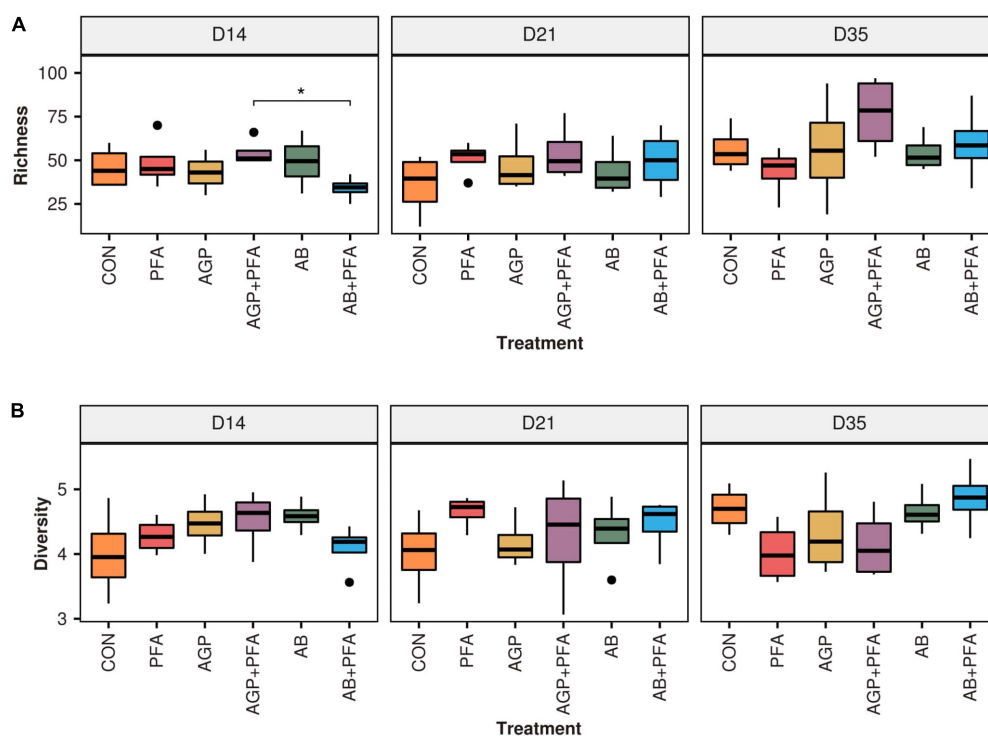 A
D14 D21 D35
Richness
100
75
50
25
*
CON PFA AGP AGP+PFA AB AB+PFA CON PFA AGP AGP+PFA AB AB+PFA CON PFA AGP AGP+PFA AB AB+PFA
Treatment
B
D14 D21 D35
Diversity
5
4
3
CON PFA AGP AGP+PFA AB AB+PFA CON PFA AGP AGP+PFA AB AB+PFA CON PFA AGP AGP+PFA AB AB+PFA
Treatment